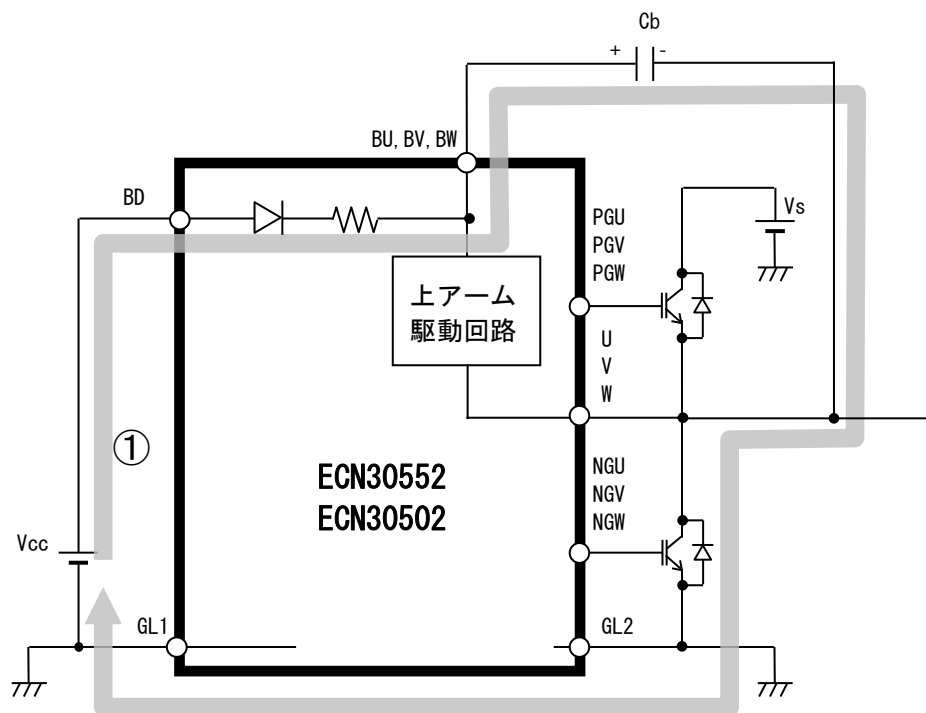 Cb
+ -
BU, BV, BW
BD
Vs
PGU
PGV
PGW
上アーム
駆動回路
U
V
W
①
ECN30552
ECN30502
NGU
NGV
NGW
Vcc
GL1
GL2